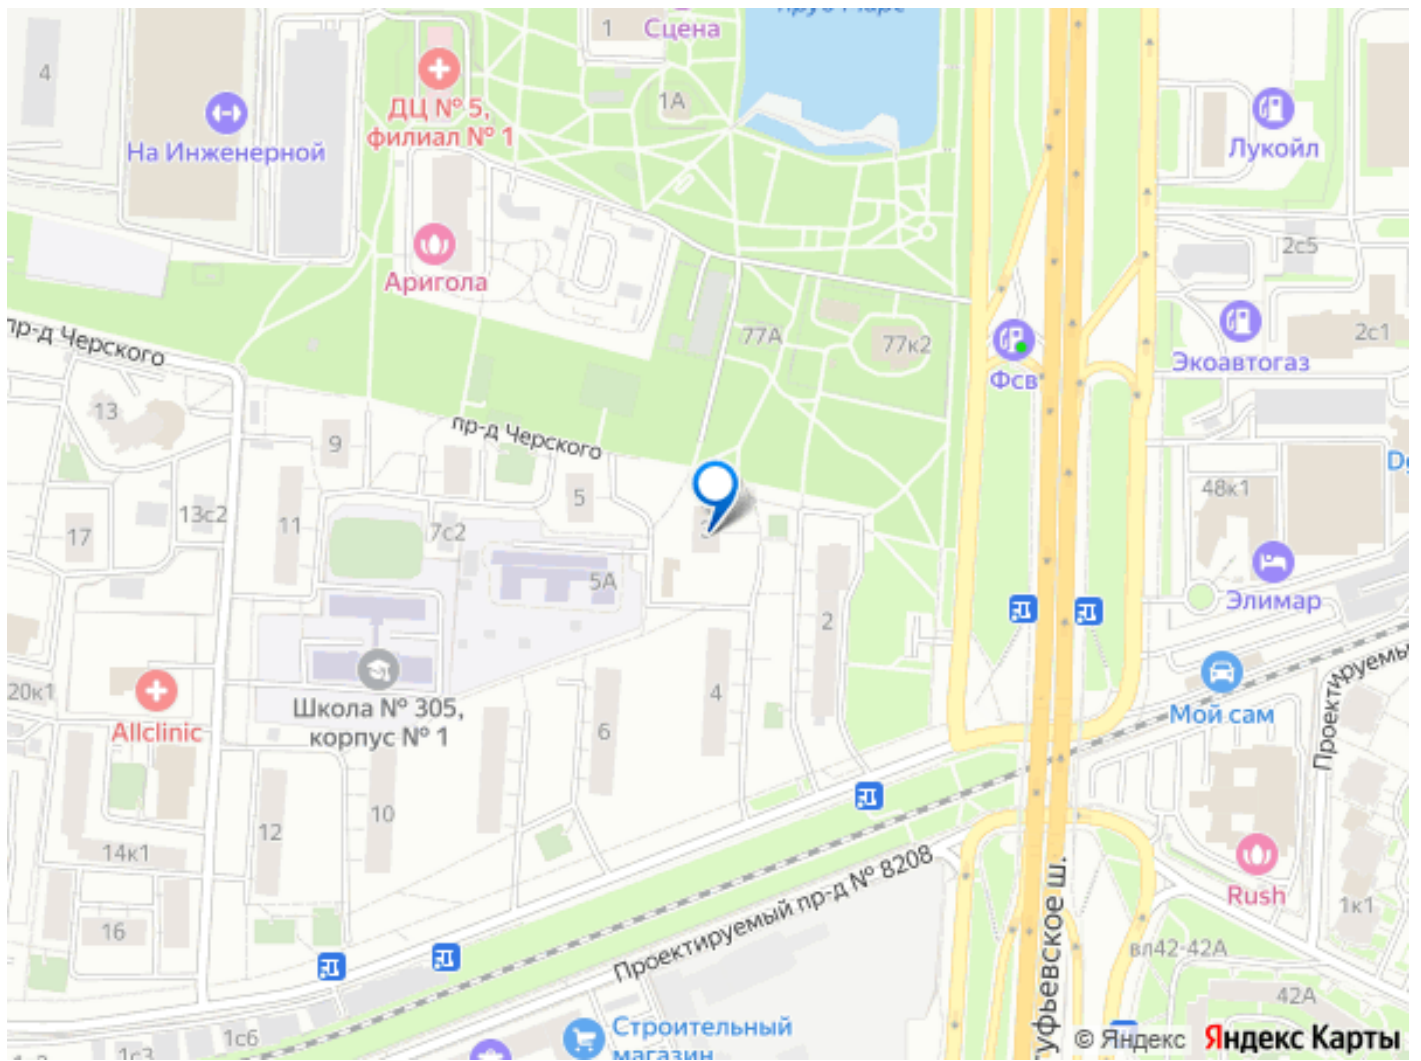 Сцена
1
4
1А
ДЦ № 5,
филиал № 1
На Инженерной
Лукойл
Аригола
2с5
пр-д Черского
77А
77к2
Фсв
Экоавтогаз
2с1
13
9
пр-д Черского
5
48к1
17
13с2
11
7с2
5А
2
Элимар
20к1
Allclinic
Школа № 305,
корпус № 1
4
6
Мой сам
12
10
14к1
16
Проектируемый пр-д № 8208
Rush
1к1
вл42-42А
42А
1с6
1с3
Строительный
магазин
© Яндекс
Яндекс Карты